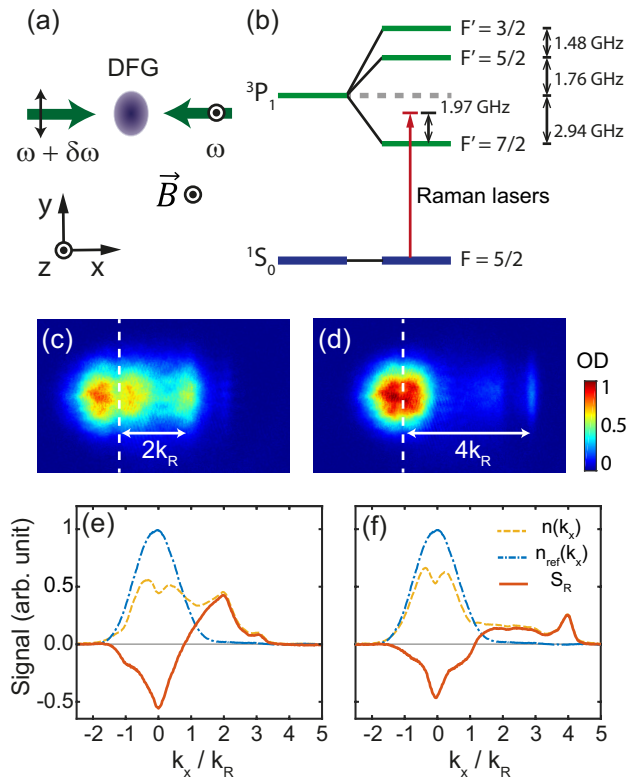 (a)
DFG
ω + δω
ω
B⃗
y
z
x
(b)
F' = 3/2
1.48 GHz
F' = 5/2
1.76 GHz
³P₁
1.97 GHz
2.94 GHz
F' = 7/2
Raman lasers
¹S₀
F = 5/2
(c)
2k_R
(d)
4k_R
OD
1
0.5
0
(e)
Signal (arb. unit)
1
0.5
0.0
-0.5
-2 -1 0 1 2 3 4 5
k_x / k_R
(f)
n(k_x)
n_ref(k_x)
S_R
-2 -1 0 1 2 3 4 5
k_x / k_R